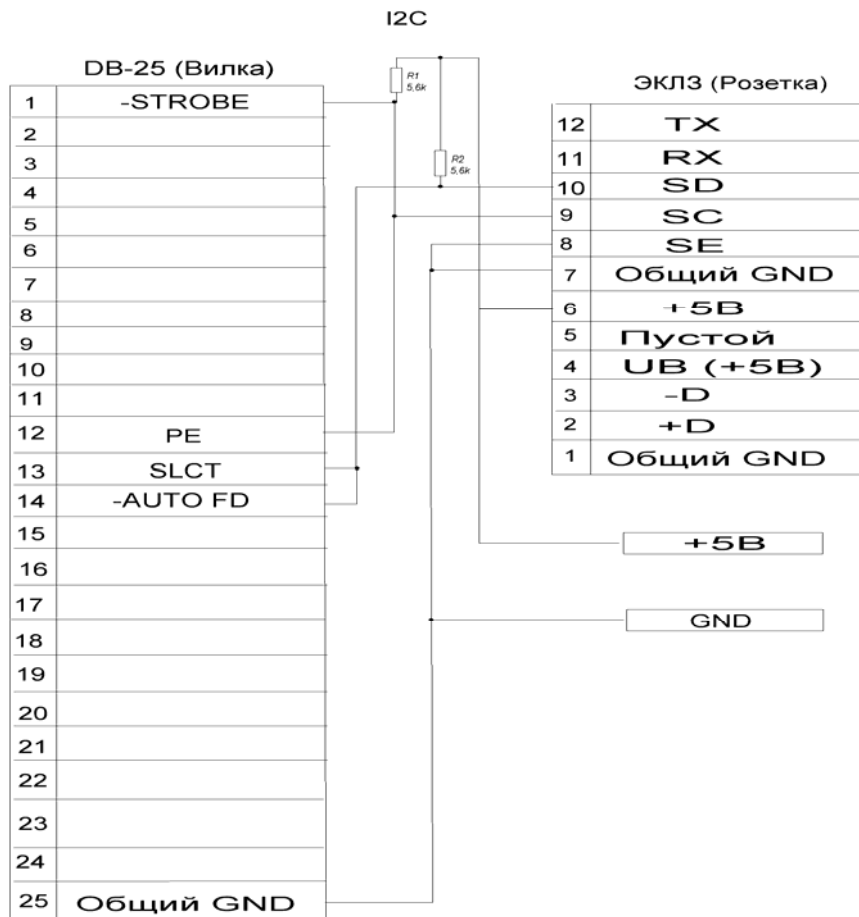 I2C
DB-25 (Вилка)
1 -STROBE
2
3
4
5
6
7
8
9
10
11
12 PE
13 SLCT
14 -AUTO FD
15
16
17
18
19
20
21
22
23
24
25 Общий GND
R1
5,6k
R2
5,6k
ЭКЛЗ (Розетка)
12 TX
11 RX
10 SD
9 SC
8 SE
7 Общий GND
6 +5В
5 Пустой
4 UB (+5В)
3 -D
2 +D
1 Общий GND
+5В
GND